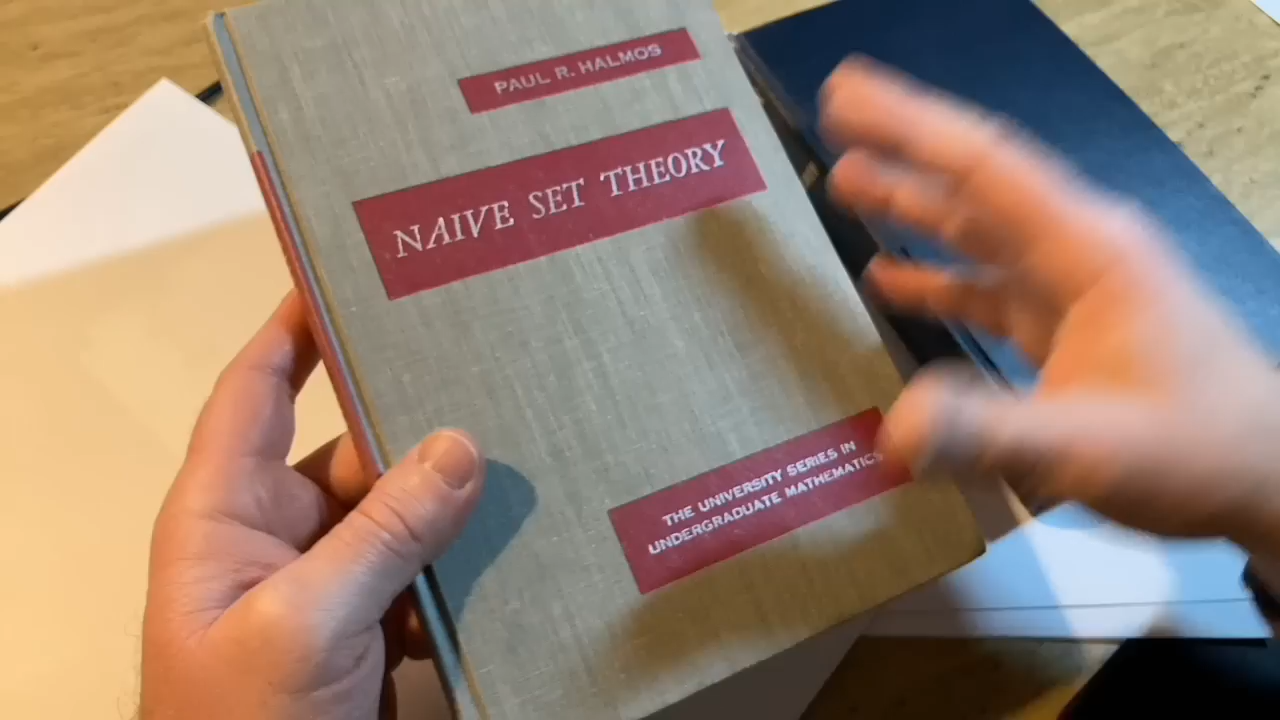 PAUL R. HALMOS
NAIVE SET THEORY
THE UNIVERSITY SERIES IN
UNDERGRADUATE MATHEMATICS